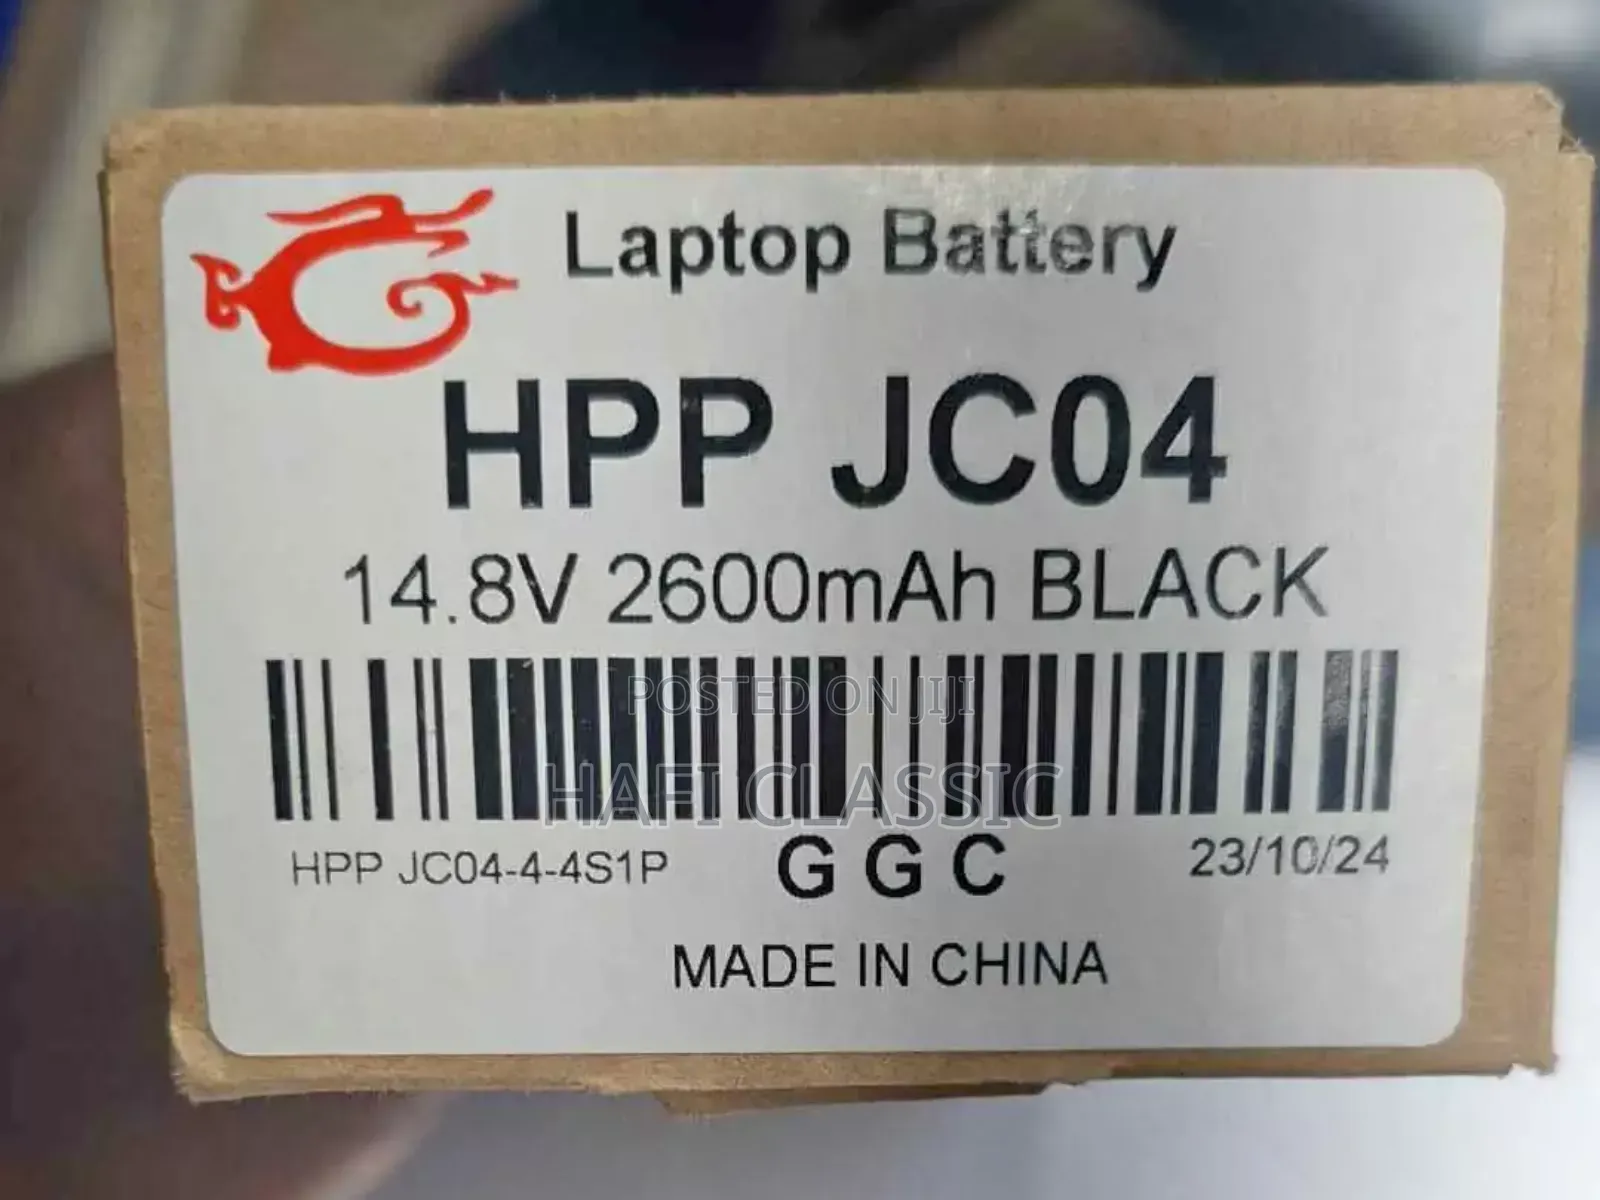 Laptop Battery
HPP JC04
14.8V 2600mAh BLACK
POSTED ON JIJI
HAFI CLASSIC
HPP JC04-4-4S1P GGC 23/10/24
MADE IN CHINA